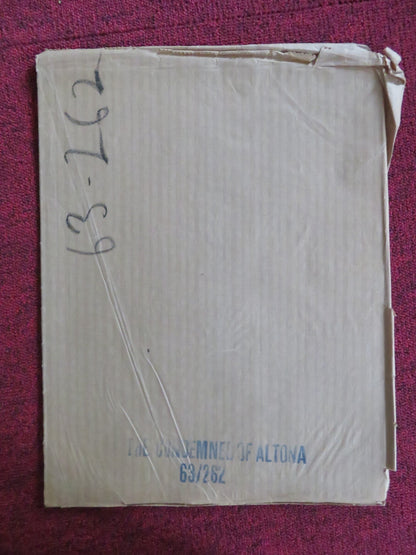 63-262
THE CONDEMNED OF ALTONA
63/262